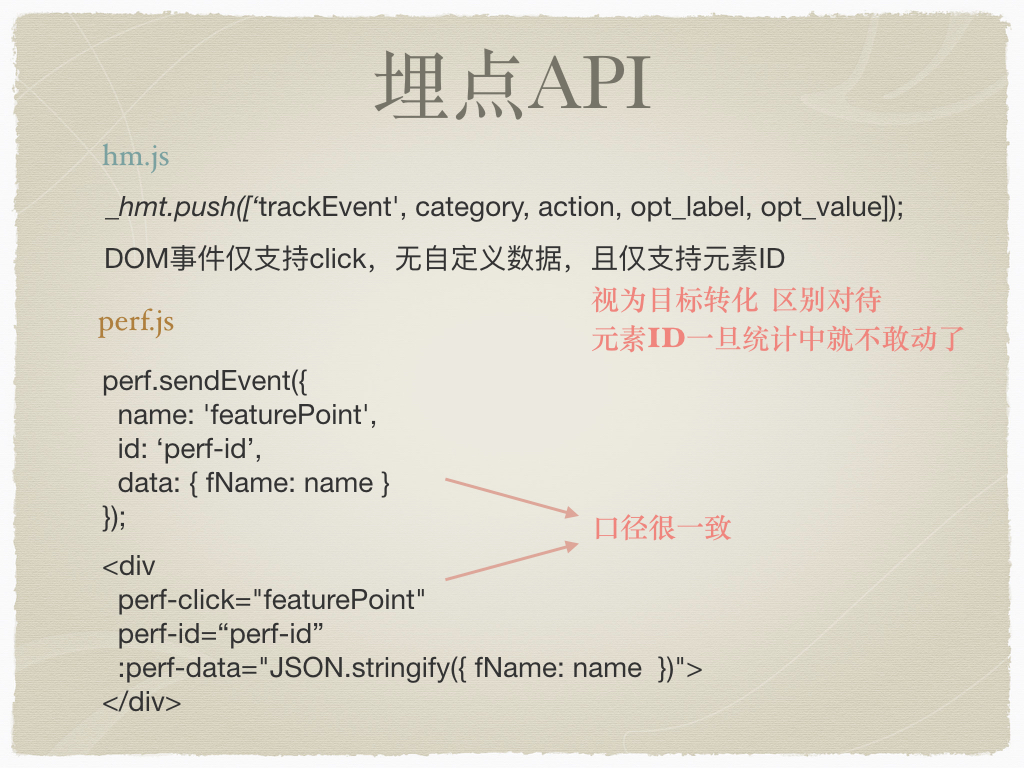 埋点API
hm.js
_hmt.push([‘trackEvent', category, action, opt_label, opt_value]);
DOM事件仅支持click，无自定义数据，且仅支持元素ID
视为目标转化 区别对待
元素ID一旦统计中就不敢动了
perf.js
perf.sendEvent({
name: 'featurePoint',
id: ‘perf-id’,
data: { fName: name }
});
口径很一致
<div
perf-click="featurePoint"
perf-id=“perf-id”
:perf-data="JSON.stringify({ fName: name  })">
</div>